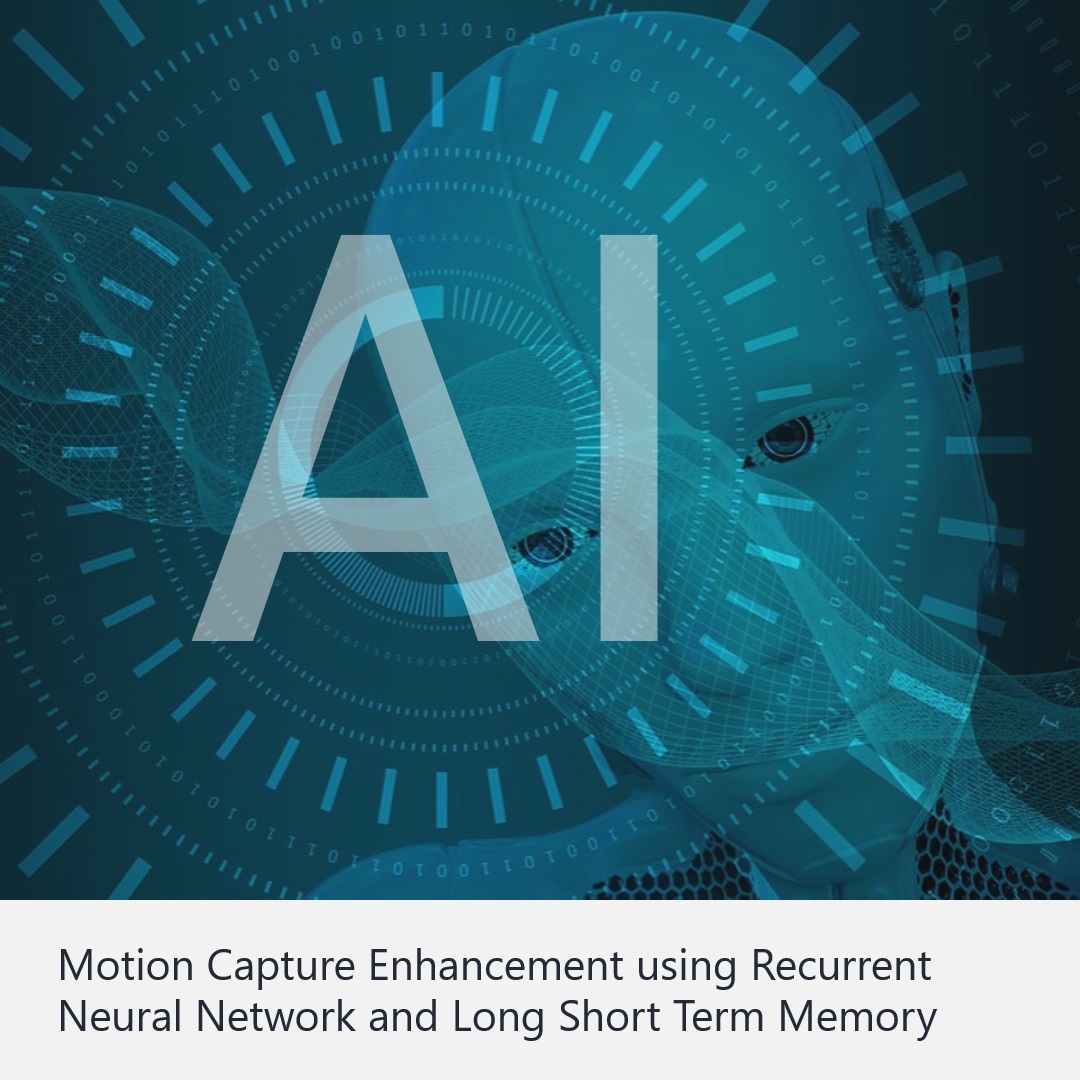 AI
Motion Capture Enhancement using Recurrent
Neural Network and Long Short Term Memory